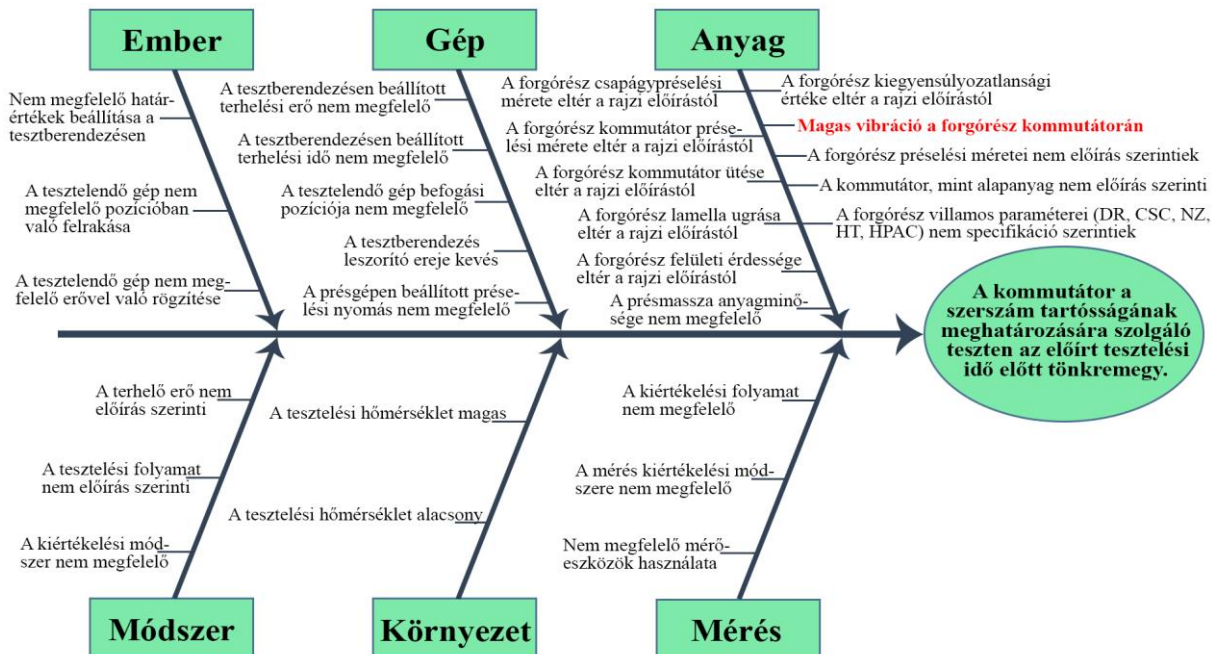 Ember
Gép
Anyag
Nem megfelelő határ-
értékek beállítása a
tesztberendezésen
A tesztelendő gép nem
megfelelő pozícióban
való felrakása
A tesztelendő gép nem meg-
felelő erővel való rögzítése
A tesztberendezésen beállított
terhelési erő nem megfelelő
A tesztberendezésen beállított
terhelési idő nem megfelelő
A tesztelendő gép befogási
pozíciója nem megfelelő
A tesztberendezés
leszorító ereje kevés
A présgépen beállított prése-
lési nyomás nem megfelelő
A forgórész csapágypréselési
mérete eltér a rajzi előírástól
A forgórész kommutátor prése-
lési mérete eltér a rajzi előírástól
A forgórész kommutátor ütése
eltér a rajzi előírástól
A forgórész lamella ugrása
eltér a rajzi előírástól
A forgórész felületi érdessége
eltér a rajzi előírástól
A présmassza anyagminő-
sége nem megfelelő
A forgórész kiegyensúlyozatlansági
értéke eltér a rajzi előírástól
Magas vibráció a forgórész kommutátorán
A forgórész préselési méretei nem előírás szerintiek
A kommutátor, mint alapanyag nem előírás szerinti
A forgórész villamos paraméterei (DR, CSC, NZ,
HT, HPAC) nem specifikáció szerintiek
A kommutátor a
szerszám tartósságának
meghatározására szolgáló
teszten az előírt tesztelési
idő előtt tönkremegy.
A terhelő erő nem
előírás szerinti
A tesztelési folyamat
nem előírás szerinti
A kiértékelési mód-
szer nem megfelelő
A tesztelési hőmérséklet magas
A tesztelési hőmérséklet alacsony
A kiértékelési folyamat
nem megfelelő
A mérés kiértékelési mód-
szere nem megfelelő
Nem megfelelő mérő-
eszközök használata
Módszer
Környezet
Mérés